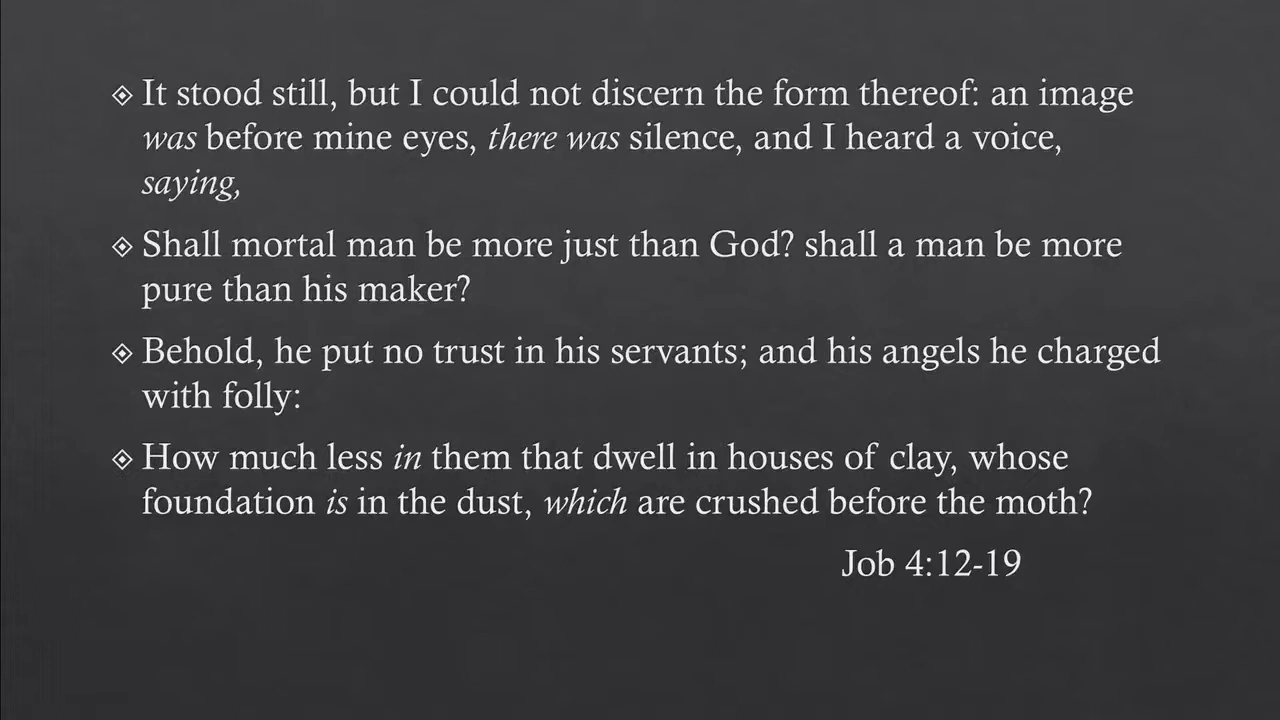 It stood still, but I could not discern the form thereof: an image
was before mine eyes, there was silence, and I heard a voice,
saying,
Shall mortal man be more just than God? shall a man be more
pure than his maker?
Behold, he put no trust in his servants; and his angels he charged
with folly:
How much less in them that dwell in houses of clay, whose
foundation is in the dust, which are crushed before the moth?
Job 4:12-19